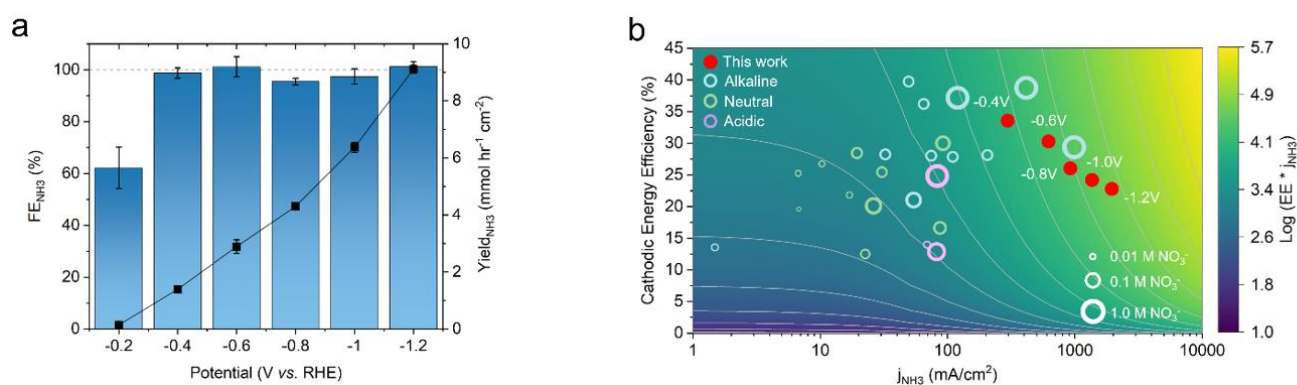 a
FE_NH3 (%)
120
100
80
60
40
20
0
-0.2
-0.4
-0.6
-0.8
-1
-1.2
Potential (V vs. RHE)
10
8
6
4
2
0
Yield_NH3 (mmol hr⁻¹ cm⁻²)
b
Cathodic Energy Efficiency (%)
45
40
35
30
25
20
15
10
5
0
This work
Alkaline
Neutral
Acidic
-0.4V
-0.6V
-0.8V
-1.0V
-1.2V
0.01 M NO₃⁻
0.1 M NO₃⁻
1.0 M NO₃⁻
1
10
100
1000
10000
j_NH3 (mA/cm²)
5.7
4.9
4.1
3.4
2.6
1.8
1.0
Log (EE * j_NH3)